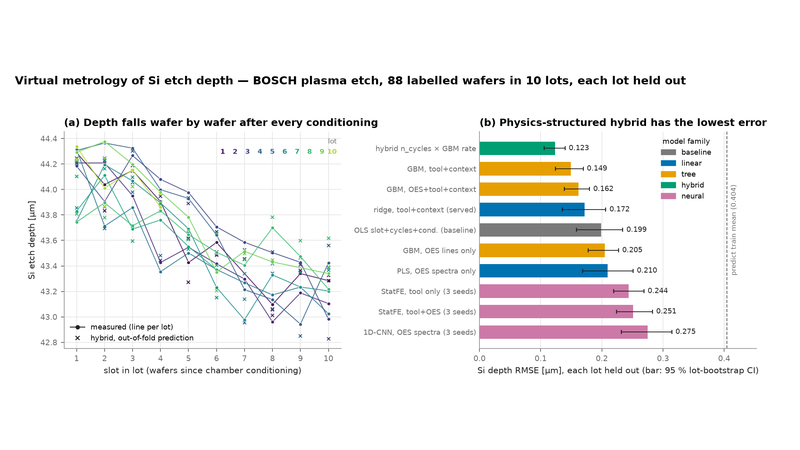 Virtual metrology of Si etch depth — BOSCH plasma etch, 88 labelled wafers in 10 lots, each lot held out
(a) Depth falls wafer by wafer after every conditioning
lot
1 2 3 4 5 6 7 8 9 10
44.4
44.2
44.0
43.8
43.6
43.4
43.2
43.0
42.8
Si etch depth [µm]
measured (line per lot)
hybrid, out-of-fold prediction
1 2 3 4 5 6 7 8 9 10
slot in lot (wafers since chamber conditioning)
(b) Physics-structured hybrid has the lowest error
model family
baseline
linear
tree
hybrid
neural
hybrid n_cycles × GBM rate 0.123
GBM, tool+context 0.149
GBM, OES+tool+context 0.162
ridge, tool+context (served) 0.172
OLS slot+cycles+cond. (baseline) 0.199
GBM, OES lines only 0.205
PLS, OES spectra only 0.210
StatFE, tool only (3 seeds) 0.244
StatFE, tool+OES (3 seeds) 0.251
1D-CNN, OES spectra (3 seeds) 0.275
predict train mean (0.404)
0.0 0.1 0.2 0.3 0.4
Si depth RMSE [µm], each lot held out (bar: 95 % lot-bootstrap CI)